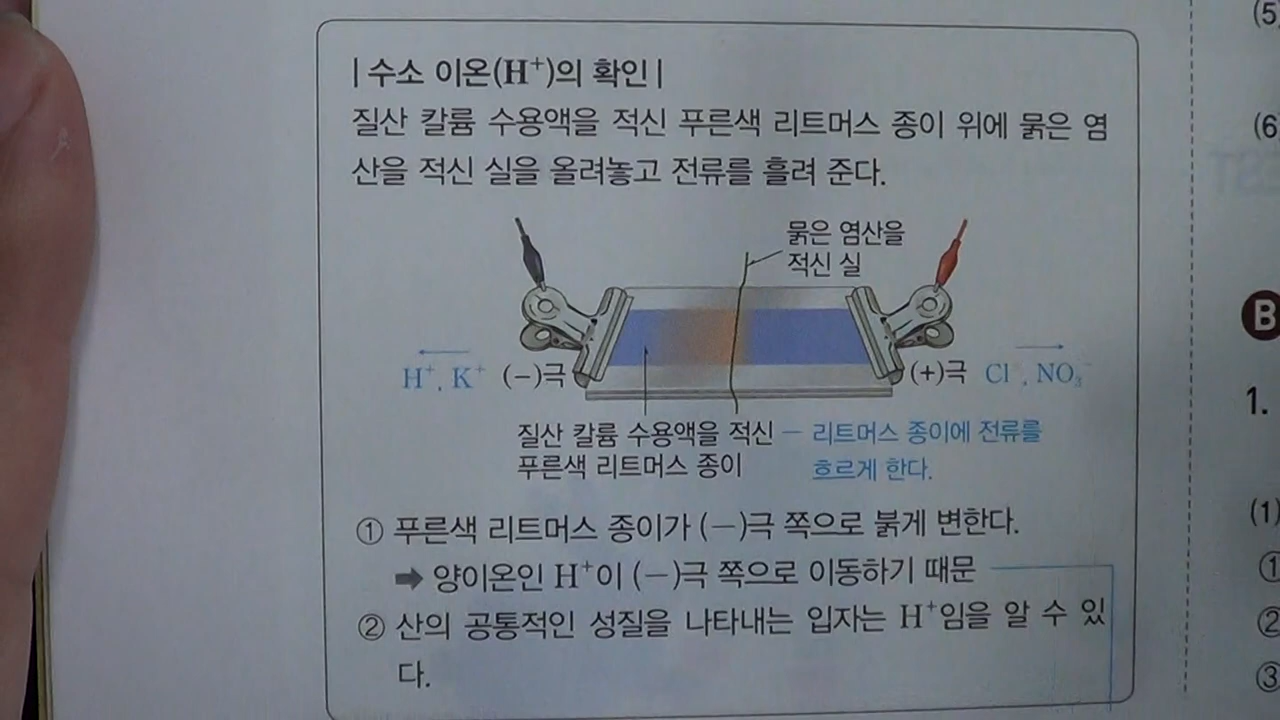 | 수소 이온(H⁺)의 확인 |
질산 칼륨 수용액을 적신 푸른색 리트머스 종이 위에 묽은 염
산을 적신 실을 올려놓고 전류를 흘려 준다.
묽은 염산을
적신 실
H⁺, K⁺ (−)극
(+)극 Cl⁻, NO₃⁻
질산 칼륨 수용액을 적신 — 리트머스 종이에 전류를
푸른색 리트머스 종이 흐르게 한다.
① 푸른색 리트머스 종이가 (−)극 쪽으로 붉게 변한다.
➡ 양이온인 H⁺이 (−)극 쪽으로 이동하기 때문
② 산의 공통적인 성질을 나타내는 입자는 H⁺임을 알 수 있
다.
(5
(6
B
1.
(1)
①
②
③